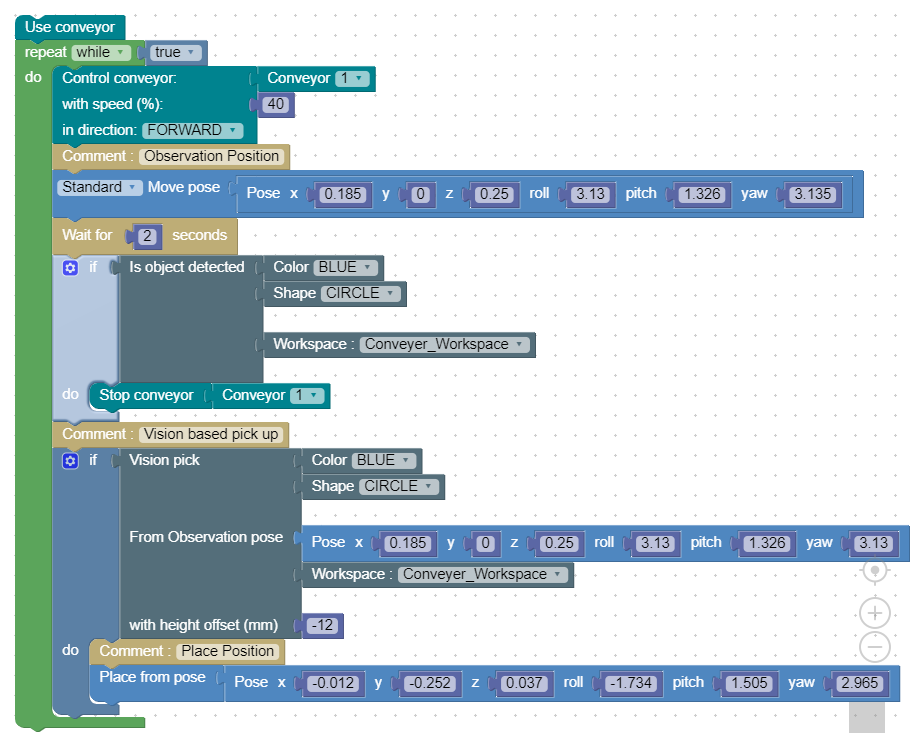 Use conveyor
repeat while true
do Control conveyor: Conveyor 1
with speed (%): 40
in direction: FORWARD
Comment : Observation Position
Standard Move pose Pose x 0.185 y 0 z 0.25 roll 3.13 pitch 1.326 yaw 3.135
Wait for 2 seconds
if Is object detected Color BLUE
Shape CIRCLE
Workspace : Conveyer_Workspace
do Stop conveyor Conveyor 1
Comment : Vision based pick up
if Vision pick Color BLUE
Shape CIRCLE
From Observation pose Pose x 0.185 y 0 z 0.25 roll 3.13 pitch 1.326 yaw 3.13
Workspace : Conveyer_Workspace
with height offset (mm) -12
do Comment : Place Position
Place from pose Pose x -0.012 y -0.252 z 0.037 roll -1.734 pitch 1.505 yaw 2.965